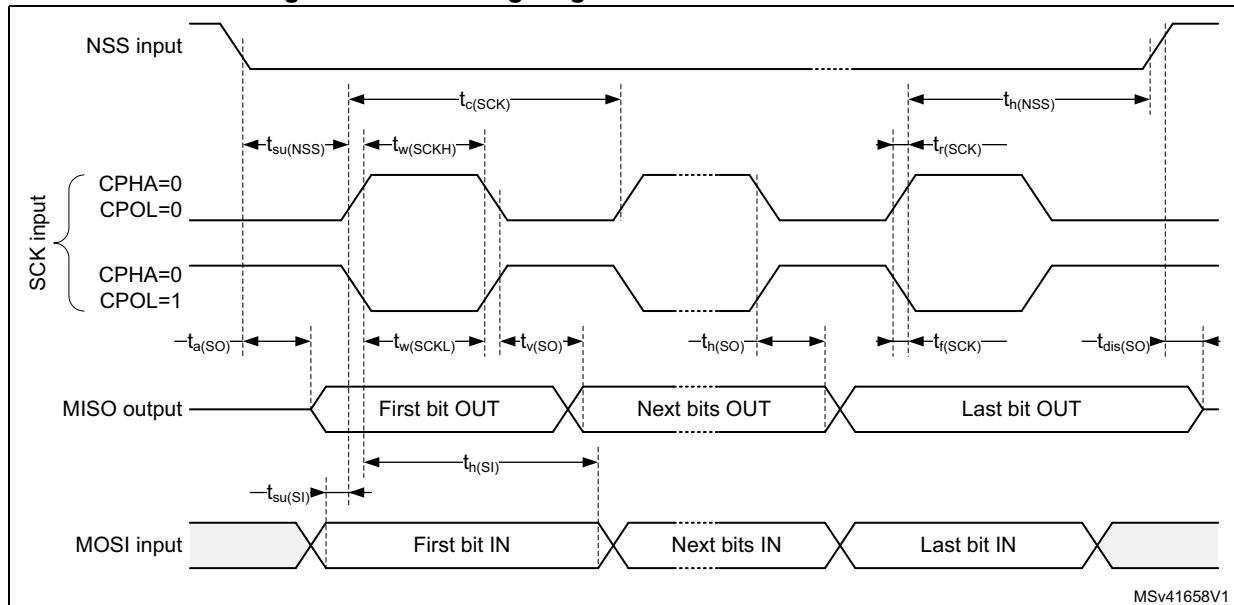 NSS input
tc(SCK)
th(NSS)
tsu(NSS)
tw(SCKH)
tr(SCK)
SCK input
CPHA=0
CPOL=0
CPHA=0
CPOL=1
ta(SO)
tw(SCKL)
tv(SO)
th(SO)
tf(SCK)
tdis(SO)
MISO output
First bit OUT
Next bits OUT
Last bit OUT
th(SI)
tsu(SI)
MOSI input
First bit IN
Next bits IN
Last bit IN
MSv41658V1